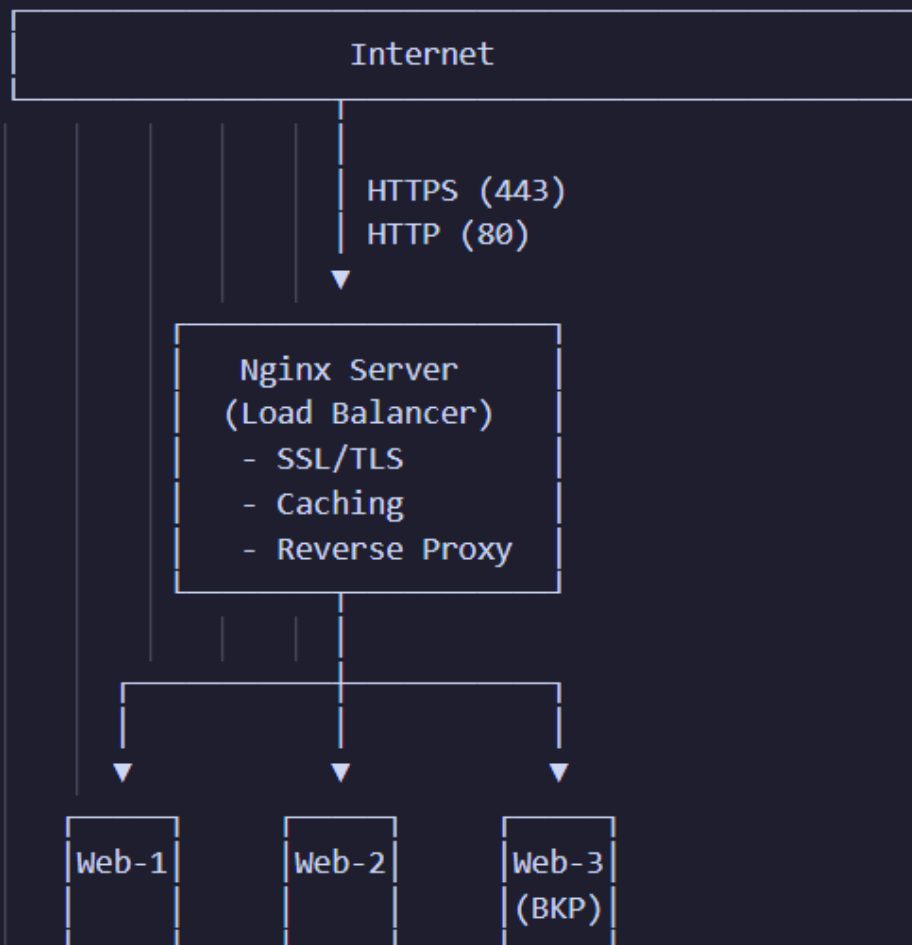 Internet
HTTPS (443)
HTTP (80)
▼
Nginx Server
(Load Balancer)
- SSL/TLS
- Caching
- Reverse Proxy
▼ ▼ ▼
Web-1 Web-2 Web-3
(BKP)